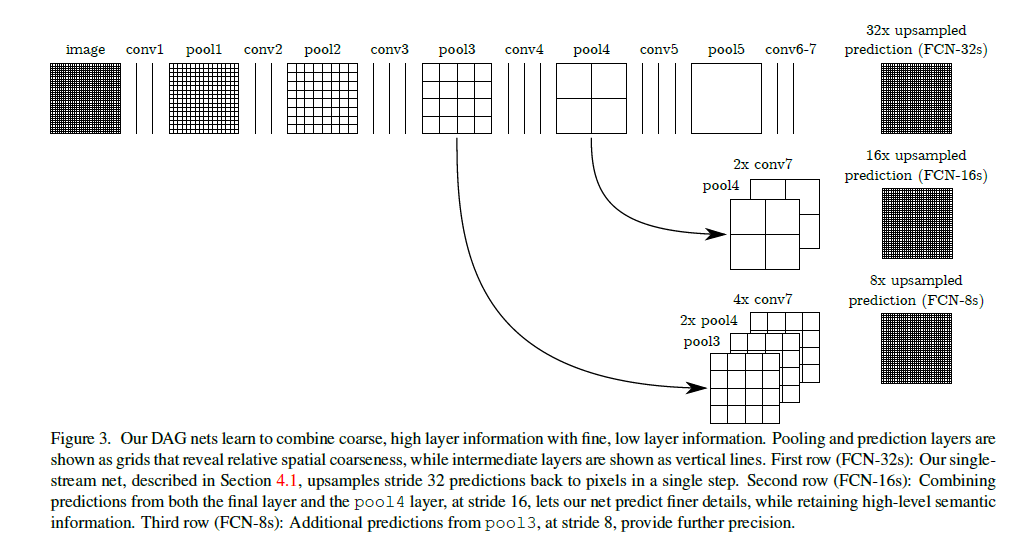 32x upsampled
image conv1 pool1 conv2 pool2 conv3 pool3 conv4 pool4 conv5 pool5 conv6-7 prediction (FCN-32s)
16x upsampled
2x conv7 prediction (FCN-16s)
pool4
8x upsampled
4x conv7 prediction (FCN-8s)
2x pool4
pool3
Figure 3. Our DAG nets learn to combine coarse, high layer information with fine, low layer information. Pooling and prediction layers are
shown as grids that reveal relative spatial coarseness, while intermediate layers are shown as vertical lines. First row (FCN-32s): Our single-
stream net, described in Section 4.1, upsamples stride 32 predictions back to pixels in a single step. Second row (FCN-16s): Combining
predictions from both the final layer and the pool4 layer, at stride 16, lets our net predict finer details, while retaining high-level semantic
information. Third row (FCN-8s): Additional predictions from pool3, at stride 8, provide further precision.